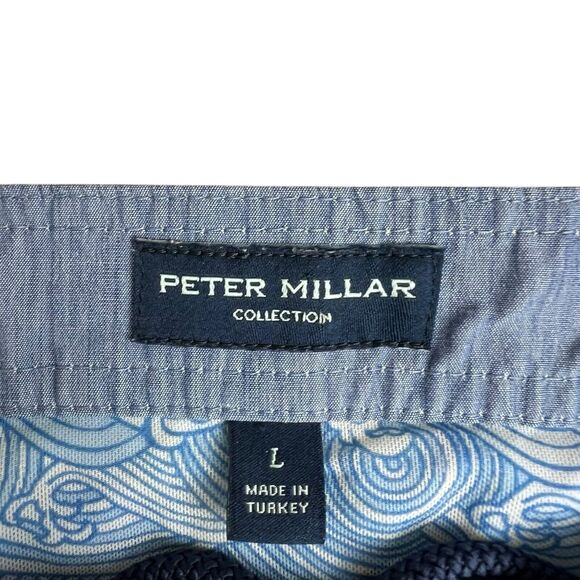 PETER MILLAR
COLLECTION
L
MADE IN
TURKEY